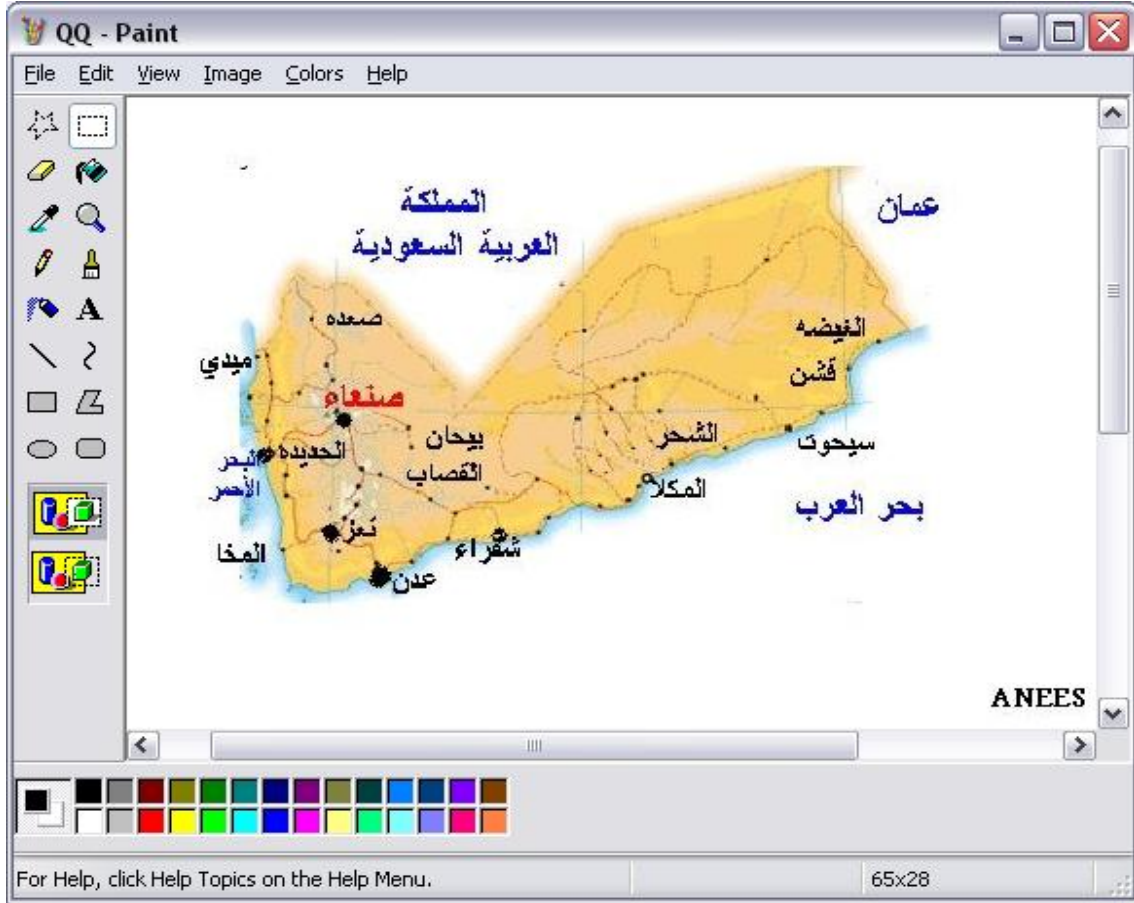 QQ - Paint
File Edit View Image Colors Help
المملكة
العربية السعودية
عمان
صعده
الغيضه
ميدي
قشن
صنعاء
بيحان
الشحر
سيحوت
الحديده
البحر
الأحمر
القصاب
المكلا
بحر العرب
تعز
المخا
شقراء
عدن
ANEES
For Help, click Help Topics on the Help Menu.
65x28